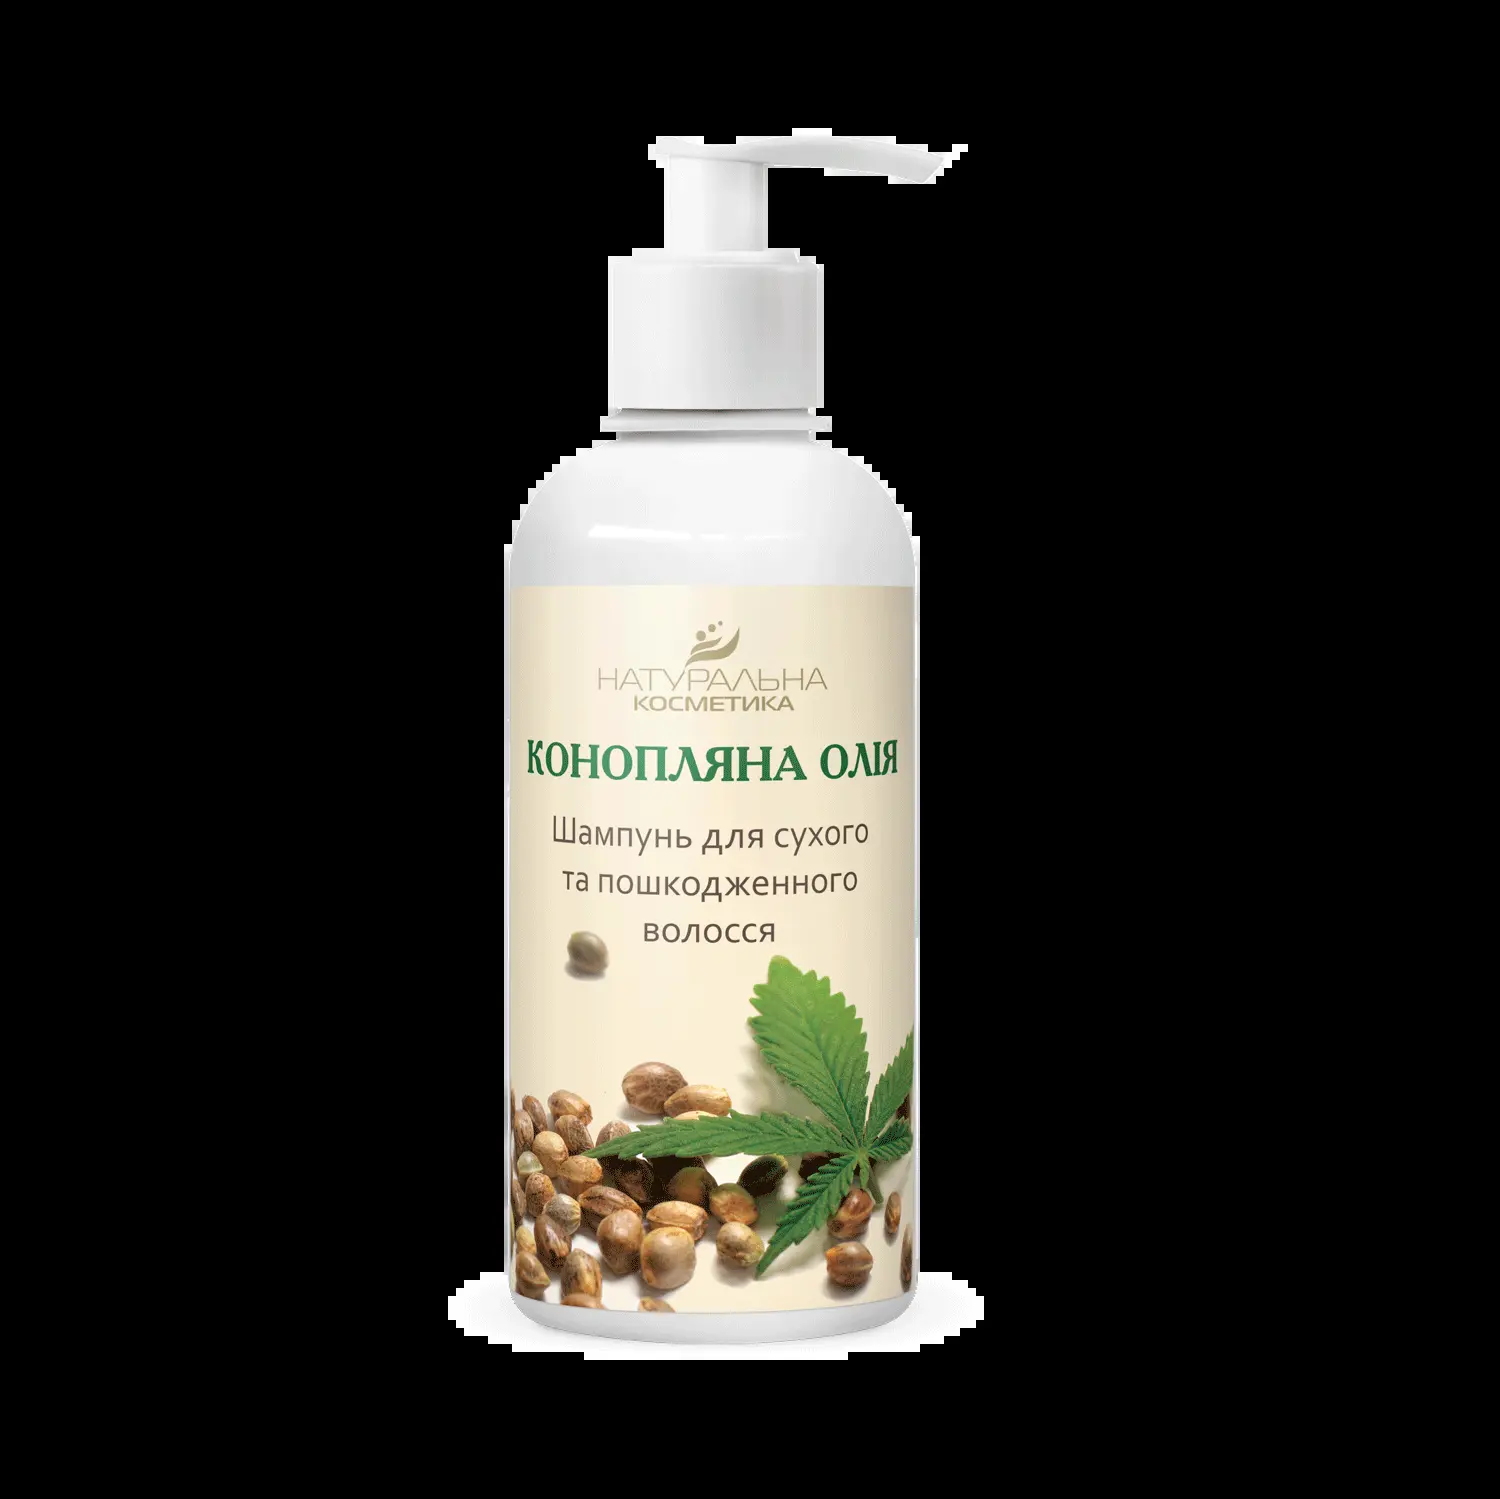 НАТУРАЛЬНА
КОСМЕТИКА
КОНОПЛЯНА ОЛІЯ
Шампунь для сухого
та пошкодженного
волосся